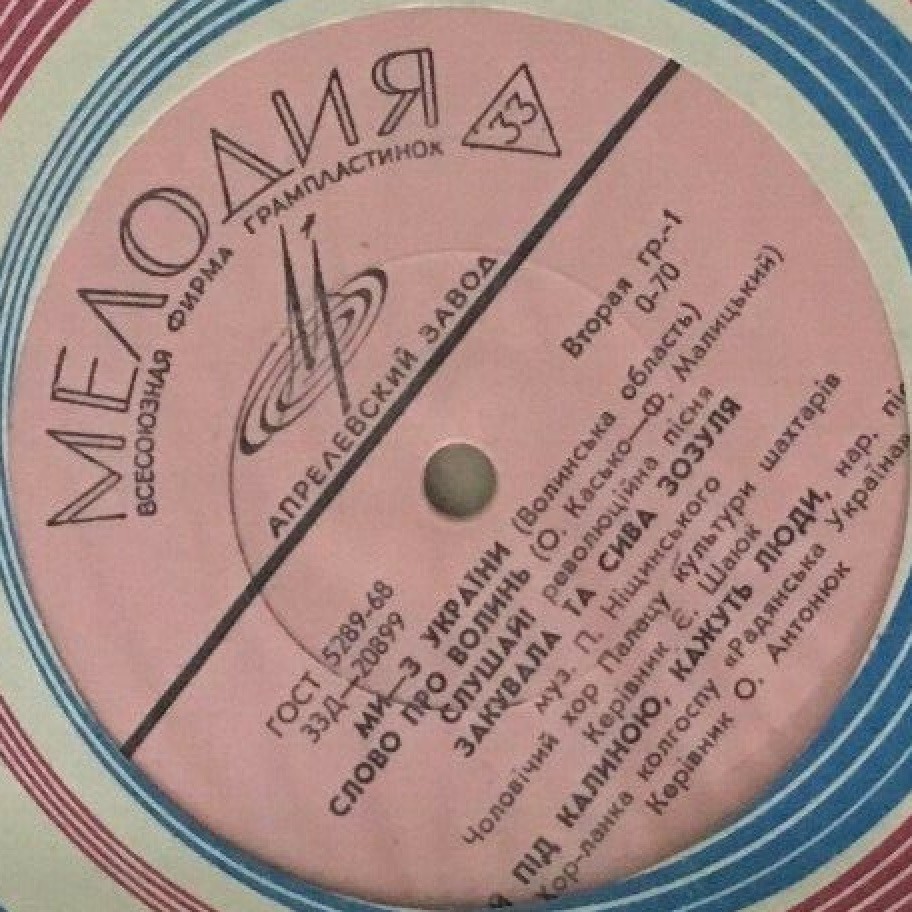 МЕЛОДИЯ
33
ВСЕСОЮЗНАЯ ФИРМА ГРАМПЛАСТИНОК
АПРЕЛЕВСКИЙ ЗАВОД
ГОСТ 5289-68
Вторая гр.-1
33Д—20899
0-70
МИ—З УКРАЇНИ (Волинська область)
СЛОВО ПРО ВОЛИНЬ (О. Касько—Ф. Малицький)
СЛУШАЙ! революційна пісня
ЗАКУВАЛА ТА СИВА ЗОЗУЛЯ
муз. П. Ніщинського
Чоловічий хор Палацу культури шахтарів
Керівник Є. Шаюк
ПІД КАЛИНОЮ, КАЖУТЬ ЛЮДИ, нар.
Хор-ланка колгоспу «Радянська Україна»
Керівник О. Антонюк